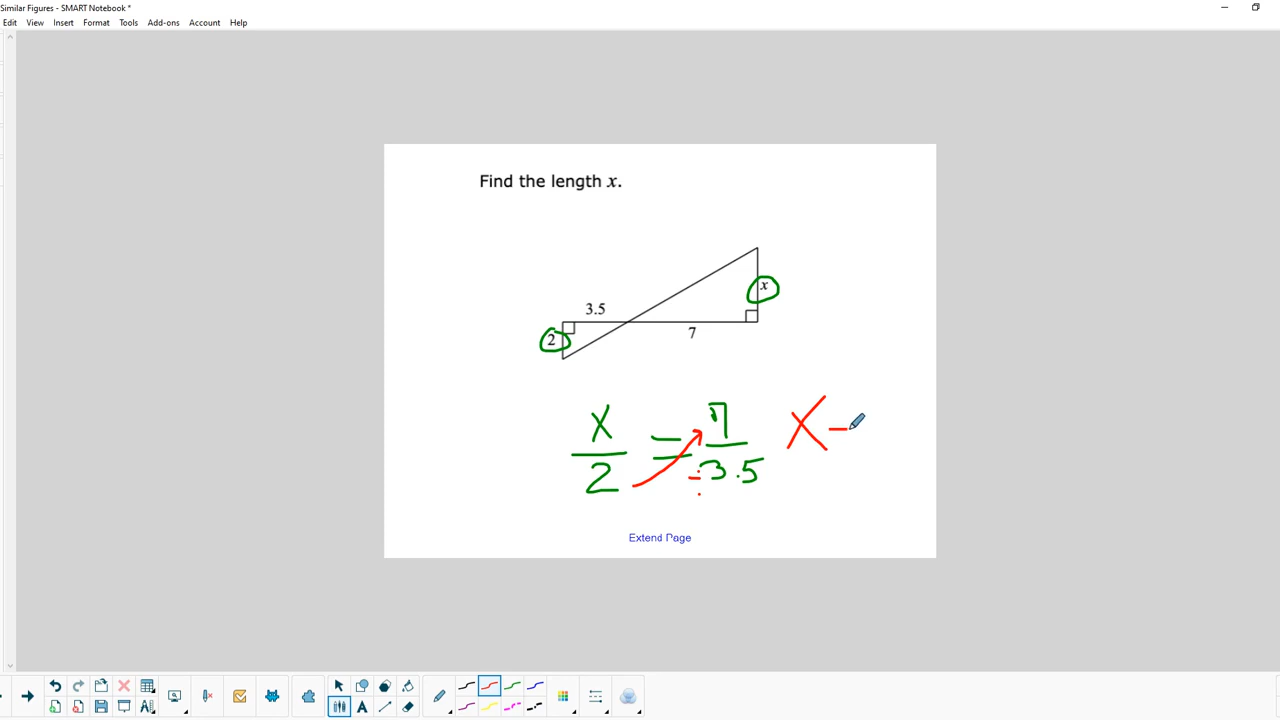 Similar Figures - SMART Notebook *
Edit View Insert Format Tools Add-ons Account Help
Find the length x.
x
3.5
2
7
X/2 = 7/÷3.5 X -
Extend Page
A